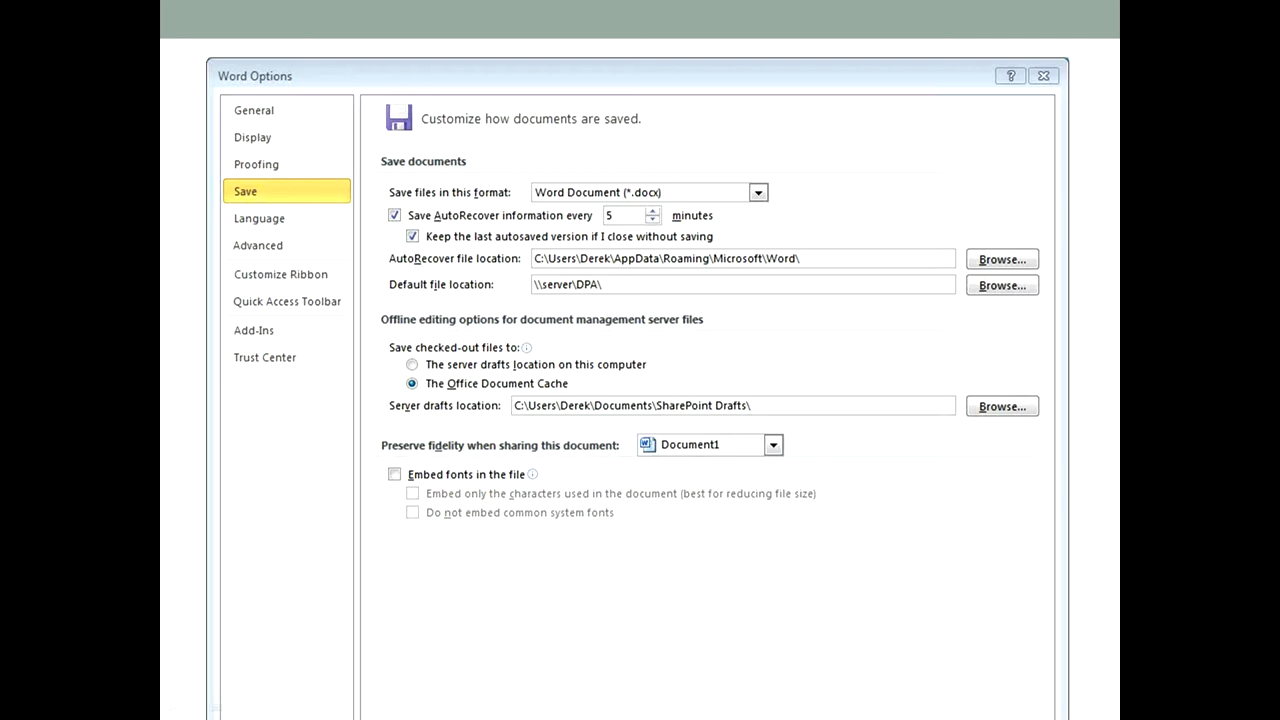 Word Options
General
Display
Proofing
Save
Language
Advanced
Customize Ribbon
Quick Access Toolbar
Add-Ins
Trust Center
Customize how documents are saved.
Save documents
Save files in this format: Word Document (*.docx)
Save AutoRecover information every 5 minutes
Keep the last autosaved version if I close without saving
AutoRecover file location: C:\Users\Derek\AppData\Roaming\Microsoft\Word\ Browse...
Default file location: \\server\DPA\ Browse...
Offline editing options for document management server files
Save checked-out files to:
The server drafts location on this computer
The Office Document Cache
Server drafts location: C:\Users\Derek\Documents\SharePoint Drafts\ Browse...
Preserve fidelity when sharing this document: Document1
Embed fonts in the file
Embed only the characters used in the document (best for reducing file size)
Do not embed common system fonts